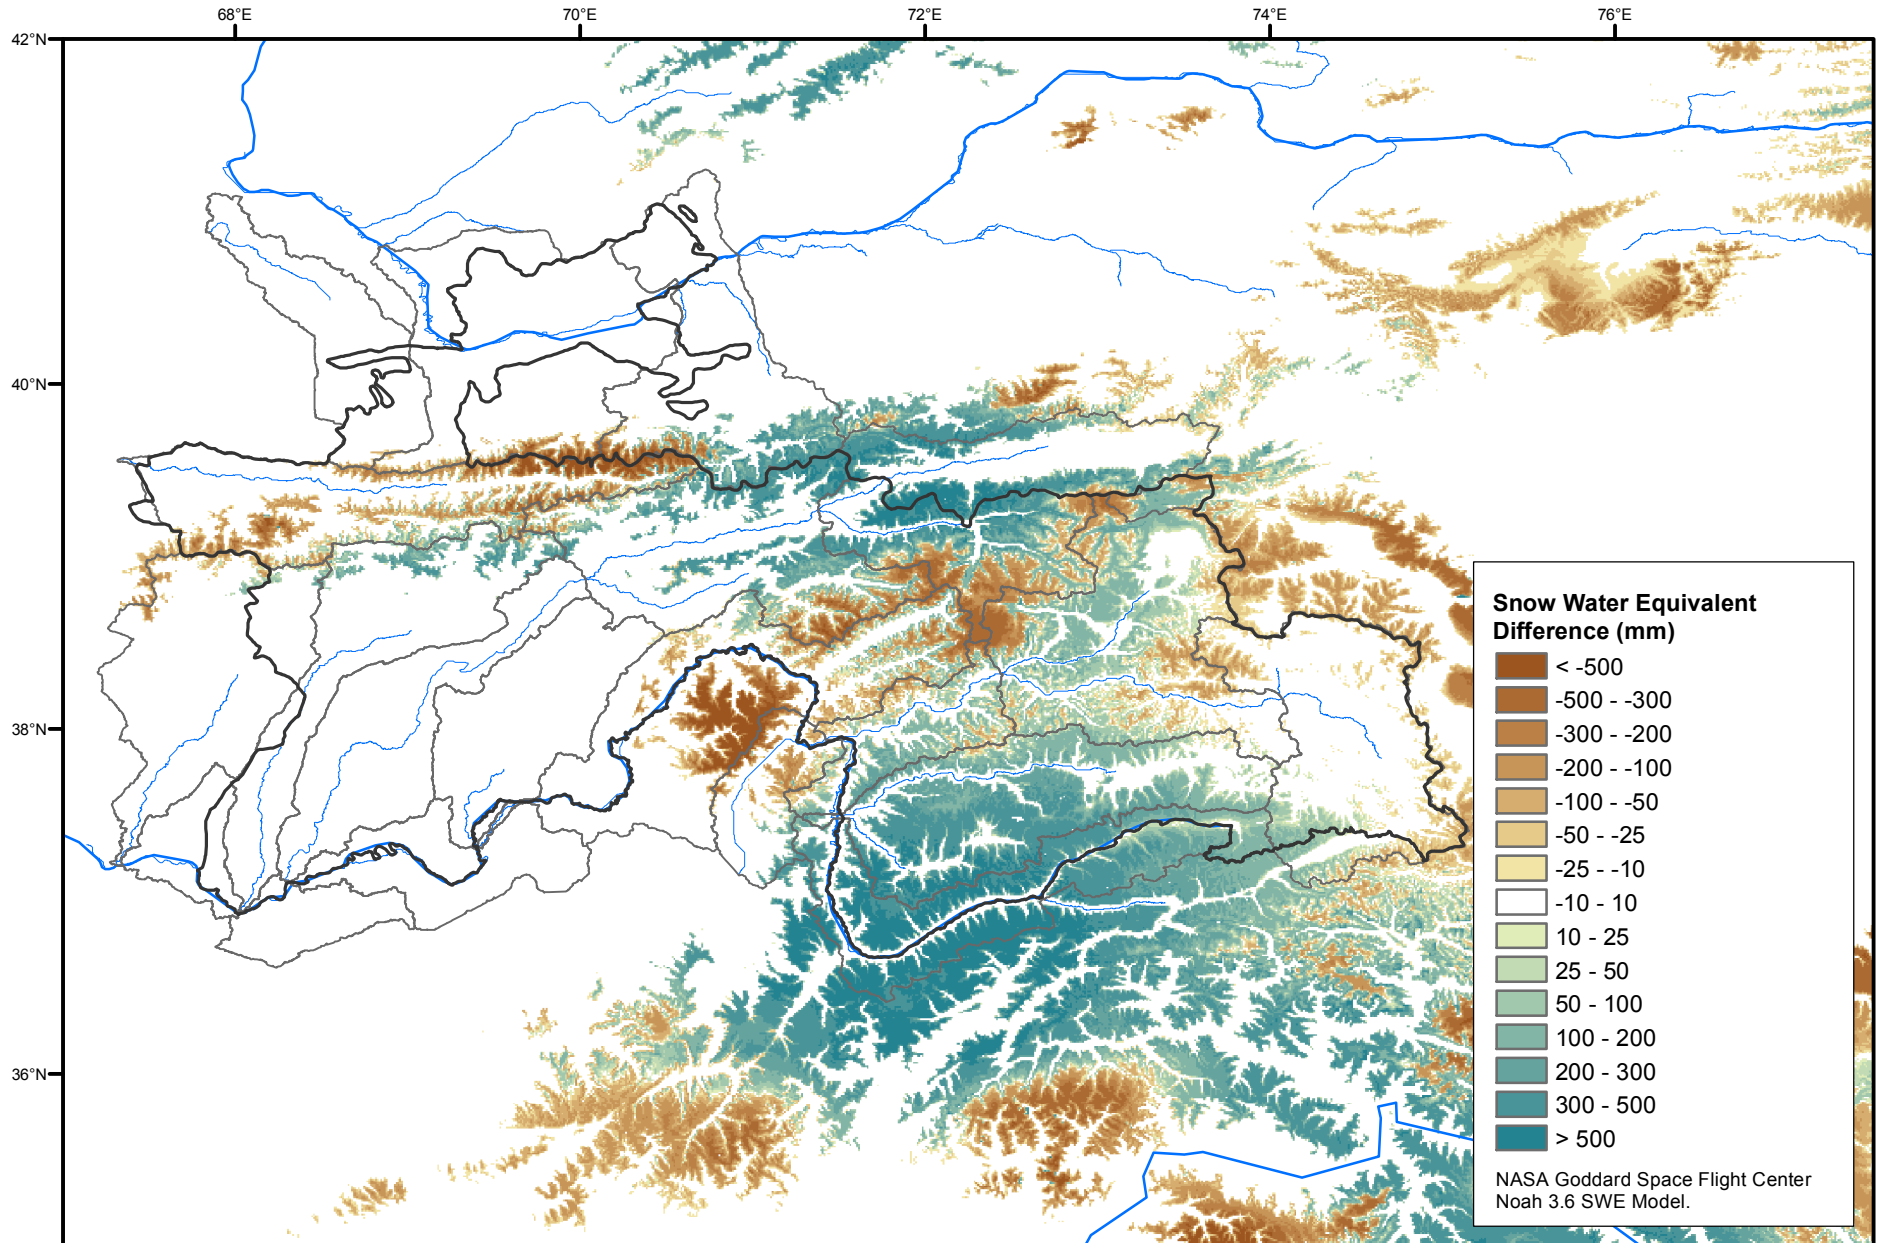 68°E
70°E
72°E
74°E
76°E
42°N
40°N
38°N
36°N
Snow Water Equivalent
Difference (mm)
< -500
-500 - -300
-300 - -200
-200 - -100
-100 - -50
-50 - -25
-25 - -10
-10 - 10
10 - 25
25 - 50
50 - 100
100 - 200
200 - 300
300 - 500
> 500
NASA Goddard Space Flight Center
Noah 3.6 SWE Model.